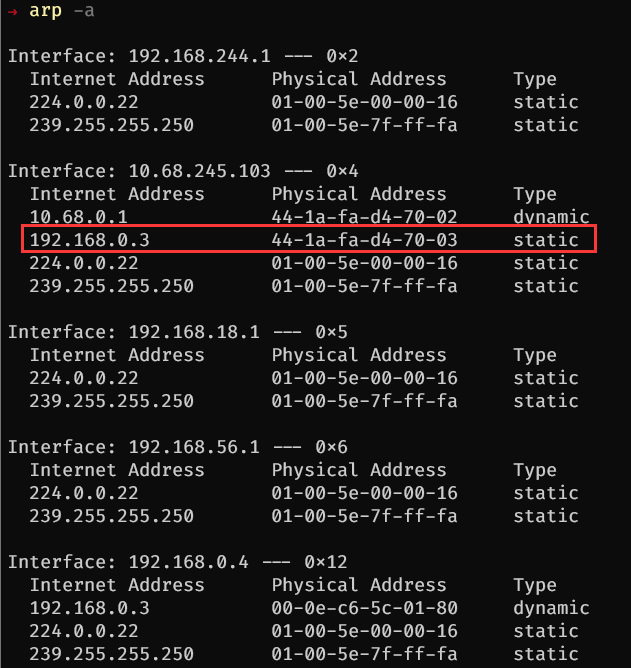 → arp -a
Interface: 192.168.244.1 --- 0×2
Internet Address Physical Address Type
224.0.0.22 01-00-5e-00-00-16 static
239.255.255.250 01-00-5e-7f-ff-fa static
Interface: 10.68.245.103 --- 0×4
Internet Address Physical Address Type
10.68.0.1 44-1a-fa-d4-70-02 dynamic
192.168.0.3 44-1a-fa-d4-70-03 static
224.0.0.22 01-00-5e-00-00-16 static
239.255.255.250 01-00-5e-7f-ff-fa static
Interface: 192.168.18.1 --- 0×5
Internet Address Physical Address Type
224.0.0.22 01-00-5e-00-00-16 static
239.255.255.250 01-00-5e-7f-ff-fa static
Interface: 192.168.56.1 --- 0×6
Internet Address Physical Address Type
224.0.0.22 01-00-5e-00-00-16 static
239.255.255.250 01-00-5e-7f-ff-fa static
Interface: 192.168.0.4 --- 0×12
Internet Address Physical Address Type
192.168.0.3 00-0e-c6-5c-01-80 dynamic
224.0.0.22 01-00-5e-00-00-16 static
239.255.255.250 01-00-5e-7f-ff-fa static